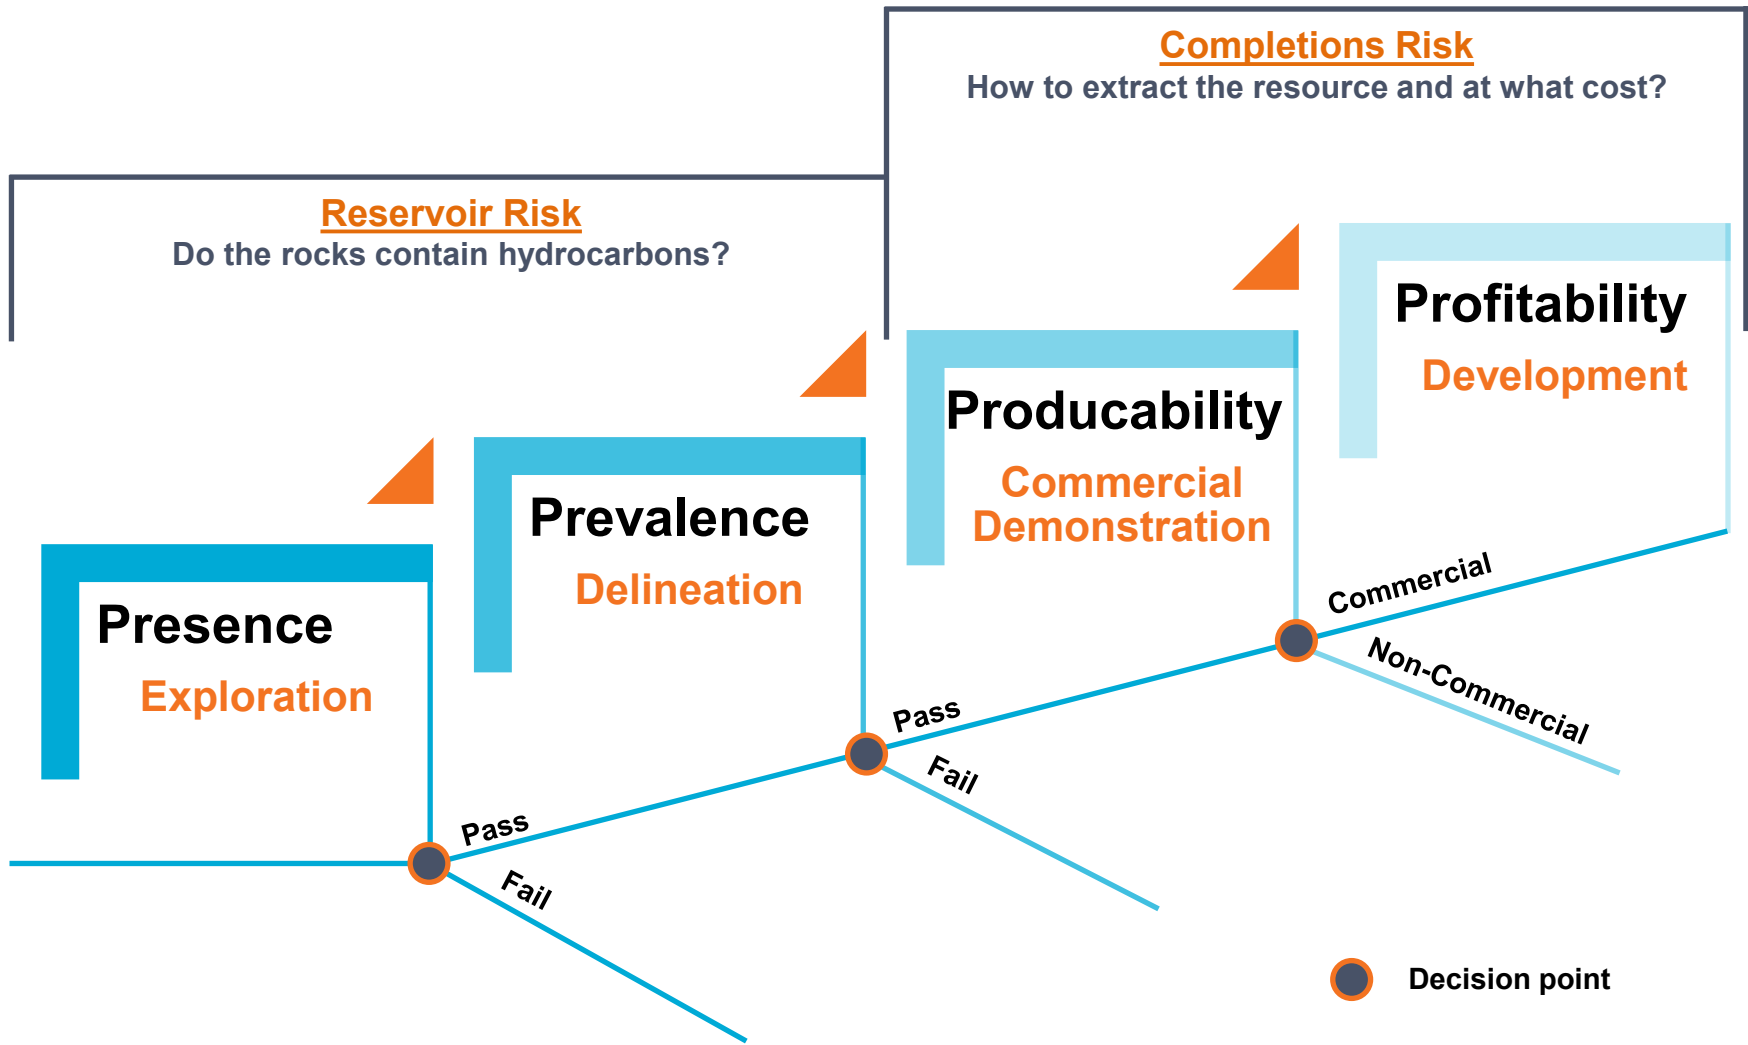 Completions Risk
How to extract the resource and at what cost?
Reservoir Risk
Do the rocks contain hydrocarbons?
Presence
Exploration
Prevalence
Delineation
Producability
Commercial
Demonstration
Profitability
Development
Pass
Fail
Pass
Fail
Commercial
Non-Commercial
Decision point